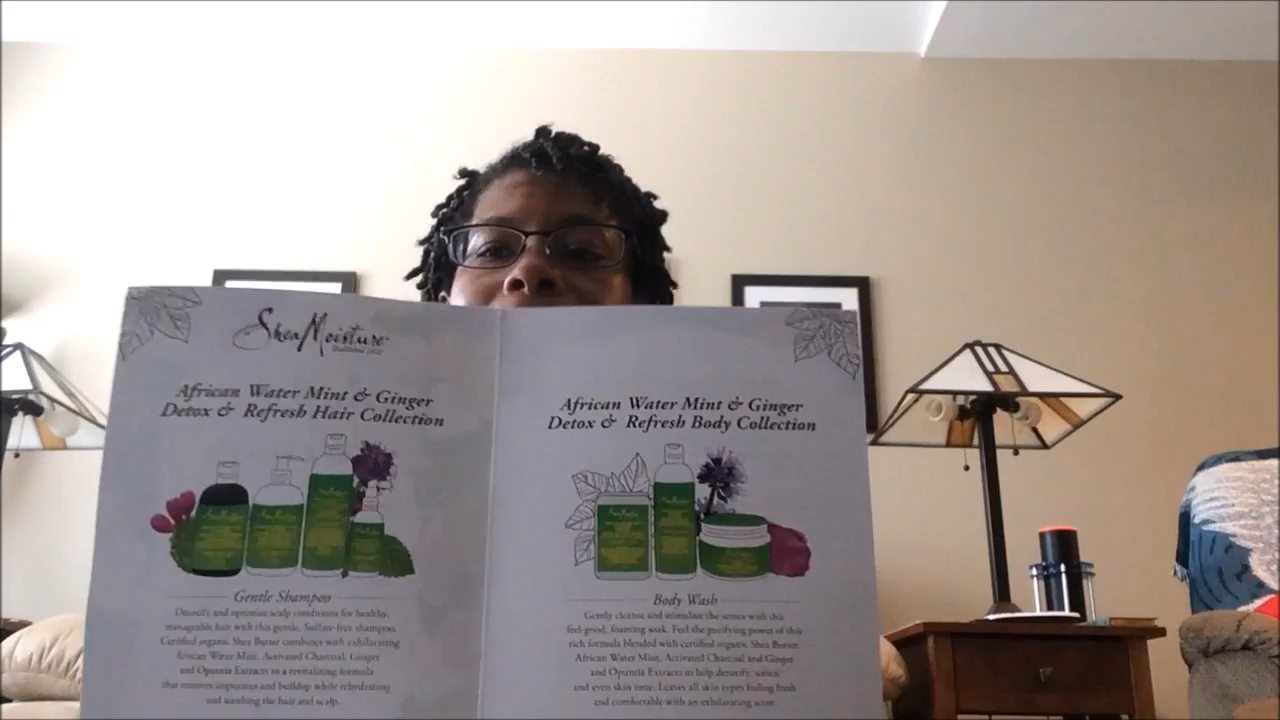 SheaMoisture
Established 1912
African Water Mint & Ginger
Detox & Refresh Hair Collection
Gentle Shampoo
Detoxify and optimize scalp conditions for healthy,
manageable hair with this gentle, Sulfate-free shampoo.
Certified organic Shea Butter combines with exhilarating
African Water Mint, Activated Charcoal, Ginger
and Opuntia Extracts in a revitalizing formula
that removes impurities and buildup while rehydrating
and soothing the hair and scalp.
African Water Mint & Ginger
Detox & Refresh Body Collection
Body Wash
Gently cleanse and stimulate the senses with this
feel-good, foaming soak. Feel the purifying power of this
rich formula blended with certified organic Shea Butter,
African Water Mint, Activated Charcoal and Ginger
and Opuntia Extracts to help detoxify, soften
and even skin tone. Leaves all skin types feeling fresh
and comfortably with an exhilarating scent.